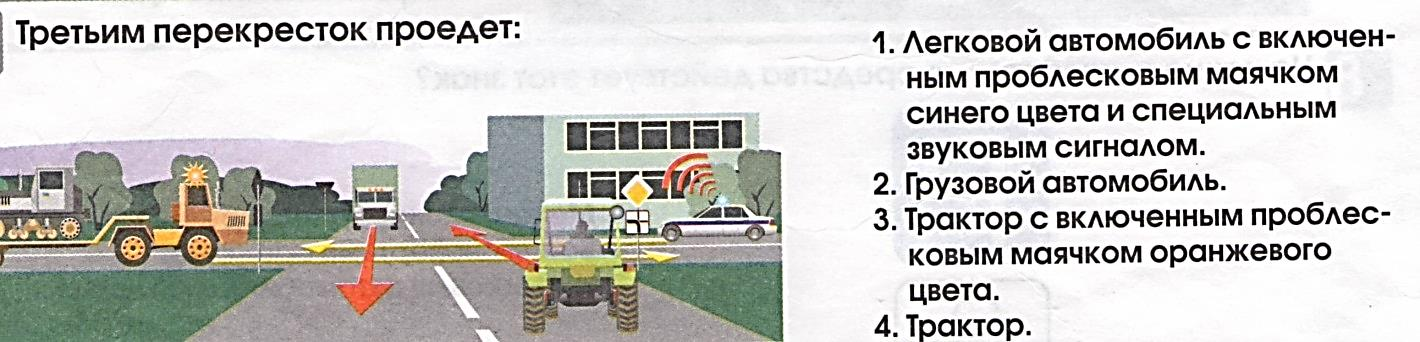 Третьим перекресток проедет:
1. Легковой автомобиль с включен-
ным проблесковым маячком
синего цвета и специальным
звуковым сигналом.
2. Грузовой автомобиль.
3. Трактор с включенным проблес-
ковым маячком оранжевого
цвета.
4. Трактор.